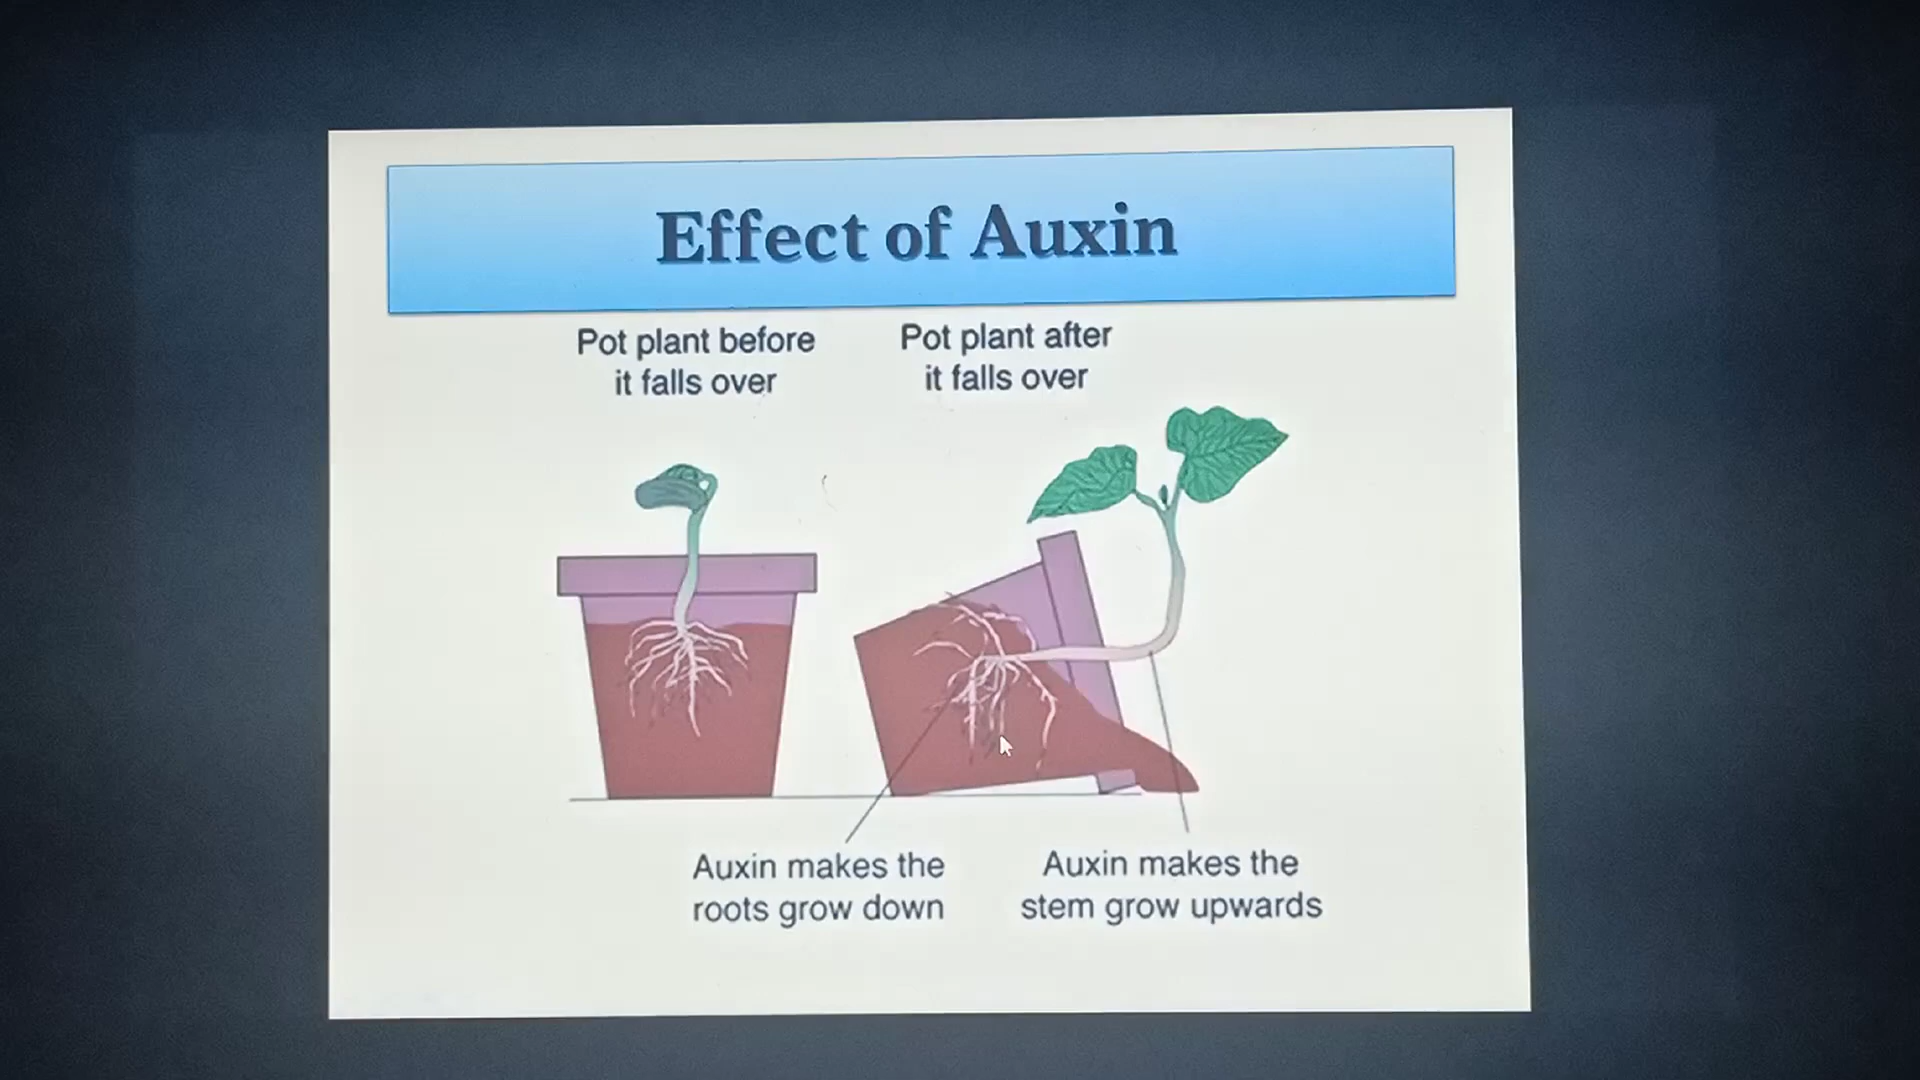 Effect of Auxin
Pot plant before
it falls over
Pot plant after
it falls over
Auxin makes the
roots grow down
Auxin makes the
stem grow upwards